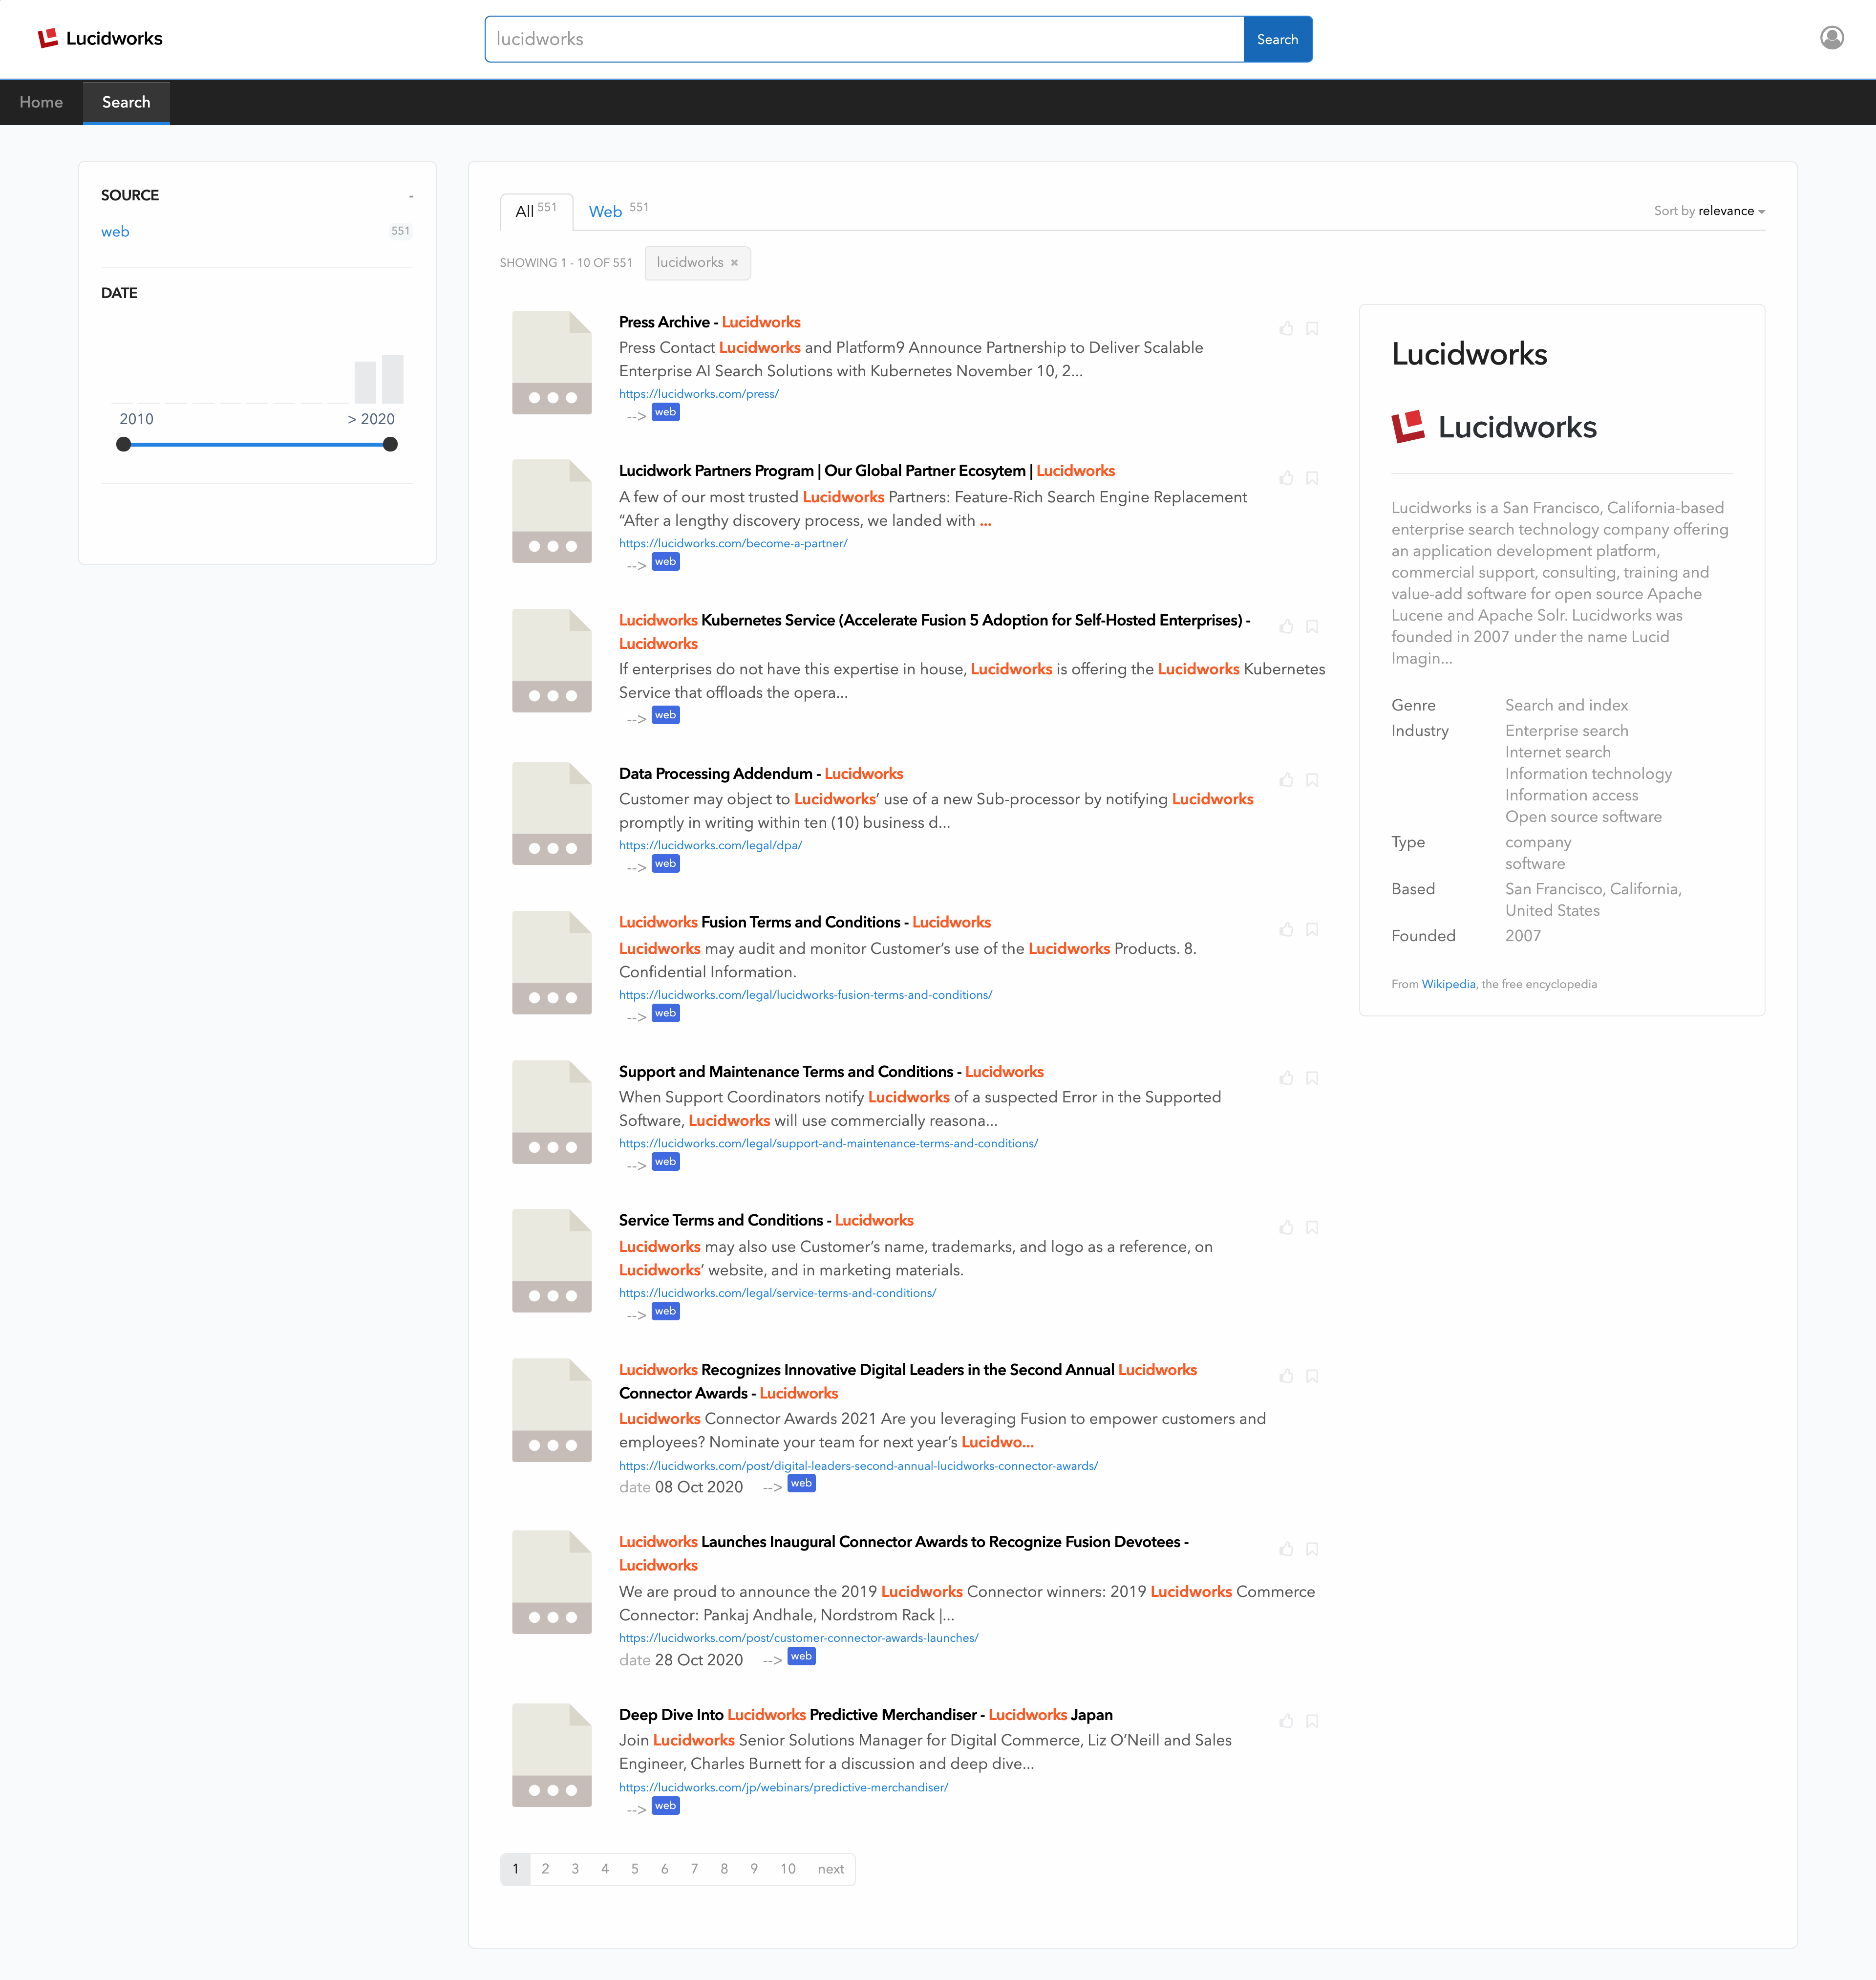 Lucidworks
lucidworks
Search
Home
Search
SOURCE
-
web
551
DATE
2010
> 2020
All 551
Web 551
Sort by relevance
SHOWING 1 - 10 OF 551
lucidworks ×
Press Archive - Lucidworks
Press Contact Lucidworks and Platform9 Announce Partnership to Deliver Scalable
Enterprise AI Search Solutions with Kubernetes November 10, 2...
https://lucidworks.com/press/
--> web
Lucidwork Partners Program | Our Global Partner Ecosytem | Lucidworks
A few of our most trusted Lucidworks Partners: Feature-Rich Search Engine Replacement
“After a lengthy discovery process, we landed with ...
https://lucidworks.com/become-a-partner/
--> web
Lucidworks Kubernetes Service (Accelerate Fusion 5 Adoption for Self-Hosted Enterprises) -
Lucidworks
If enterprises do not have this expertise in house, Lucidworks is offering the Lucidworks Kubernetes
Service that offloads the opera...
--> web
Data Processing Addendum - Lucidworks
Customer may object to Lucidworks’ use of a new Sub-processor by notifying Lucidworks
promptly in writing within ten (10) business d...
https://lucidworks.com/legal/dpa/
--> web
Lucidworks Fusion Terms and Conditions - Lucidworks
Lucidworks may audit and monitor Customer’s use of the Lucidworks Products. 8.
Confidential Information.
https://lucidworks.com/legal/lucidworks-fusion-terms-and-conditions/
--> web
Support and Maintenance Terms and Conditions - Lucidworks
When Support Coordinators notify Lucidworks of a suspected Error in the Supported
Software, Lucidworks will use commercially reasona...
https://lucidworks.com/legal/support-and-maintenance-terms-and-conditions/
--> web
Service Terms and Conditions - Lucidworks
Lucidworks may also use Customer’s name, trademarks, and logo as a reference, on
Lucidworks’ website, and in marketing materials.
https://lucidworks.com/legal/service-terms-and-conditions/
--> web
Lucidworks Recognizes Innovative Digital Leaders in the Second Annual Lucidworks
Connector Awards - Lucidworks
Lucidworks Connector Awards 2021 Are you leveraging Fusion to empower customers and
employees? Nominate your team for next year’s Lucidwo...
https://lucidworks.com/post/digital-leaders-second-annual-lucidworks-connector-awards/
date 08 Oct 2020 --> web
Lucidworks Launches Inaugural Connector Awards to Recognize Fusion Devotees -
Lucidworks
We are proud to announce the 2019 Lucidworks Connector winners: 2019 Lucidworks Commerce
Connector: Pankaj Andhale, Nordstrom Rack |...
https://lucidworks.com/post/customer-connector-awards-launches/
date 28 Oct 2020 --> web
Deep Dive Into Lucidworks Predictive Merchandiser - Lucidworks Japan
Join Lucidworks Senior Solutions Manager for Digital Commerce, Liz O’Neill and Sales
Engineer, Charles Burnett for a discussion and deep dive...
https://lucidworks.com/jp/webinars/predictive-merchandiser/
--> web
1 2 3 4 5 6 7 8 9 10 next
Lucidworks
Lucidworks
Lucidworks is a San Francisco, California-based
enterprise search technology company offering
an application development platform,
commercial support, consulting, training and
value-add software for open source Apache
Lucene and Apache Solr. Lucidworks was
founded in 2007 under the name Lucid
Imagin...
Genre Search and index
Industry Enterprise search
Internet search
Information technology
Information access
Open source software
Type company
software
Based San Francisco, California,
United States
Founded 2007
From Wikipedia, the free encyclopedia